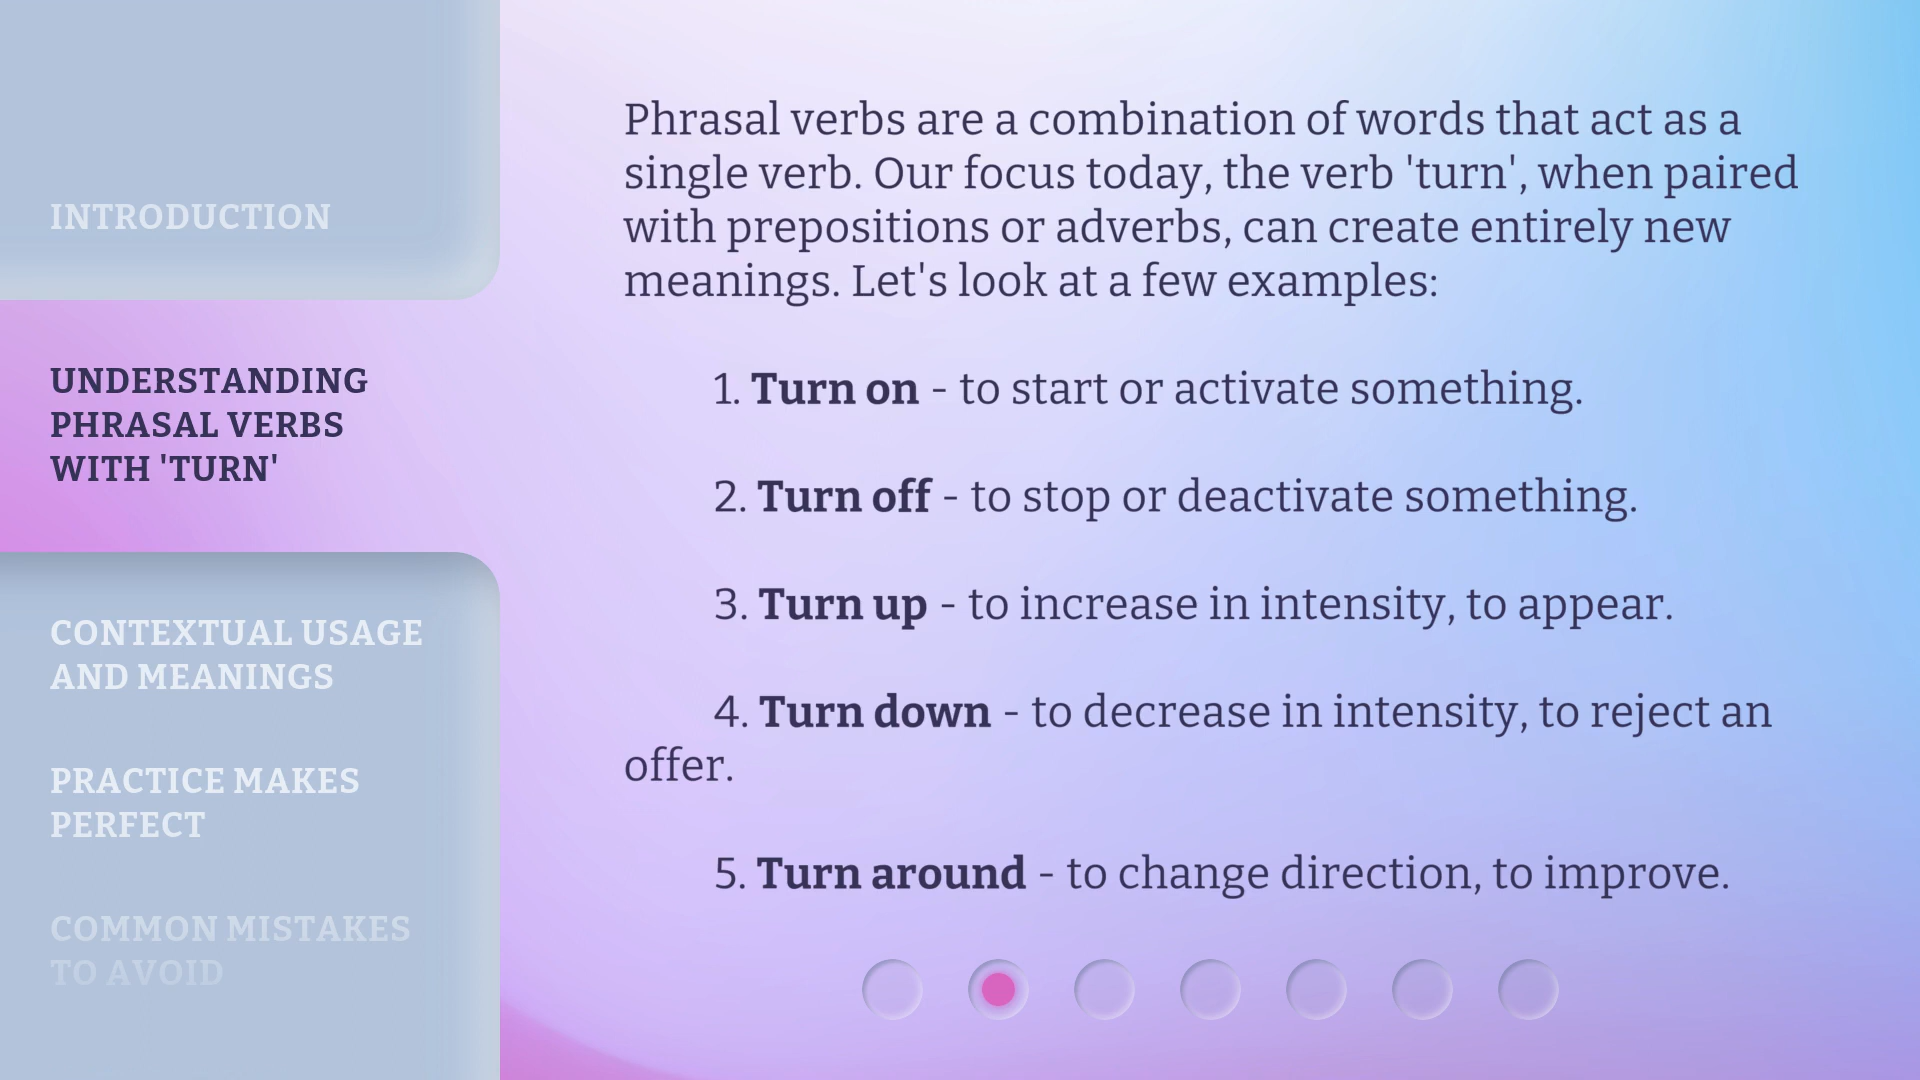 INTRODUCTION
UNDERSTANDING
PHRASAL VERBS
WITH 'TURN'
CONTEXTUAL USAGE
AND MEANINGS
PRACTICE MAKES
PERFECT
COMMON MISTAKES
TO AVOID
Phrasal verbs are a combination of words that act as a
single verb. Our focus today, the verb 'turn', when paired
with prepositions or adverbs, can create entirely new
meanings. Let's look at a few examples:
1. Turn on - to start or activate something.
2. Turn off - to stop or deactivate something.
3. Turn up - to increase in intensity, to appear.
4. Turn down - to decrease in intensity, to reject an
offer.
5. Turn around - to change direction, to improve.